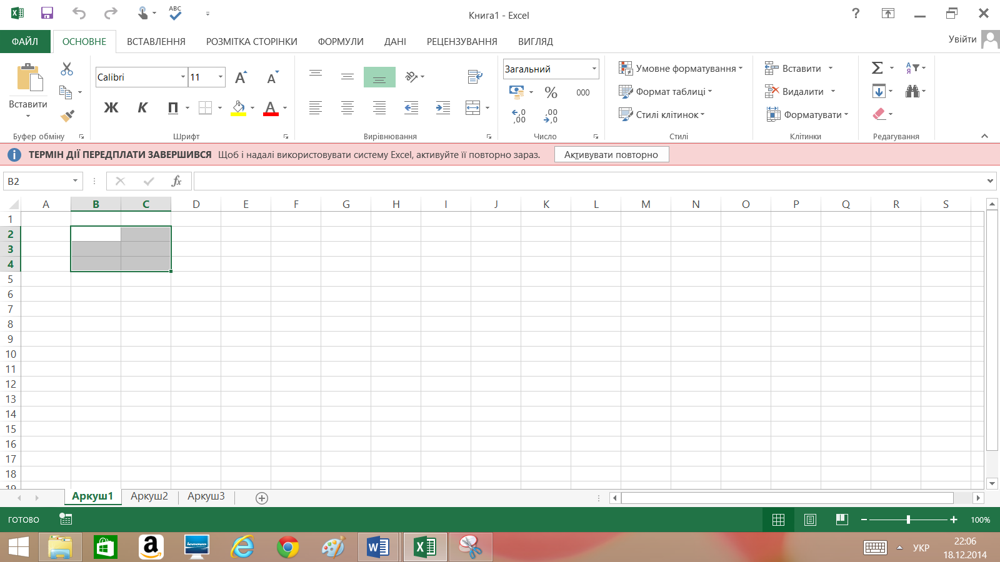 ABC
Книга1 - Excel
?
ФАЙЛ ОСНОВНЕ ВСТАВЛЕННЯ РОЗМІТКА СТОРІНКИ ФОРМУЛИ ДАНІ РЕЦЕНЗУВАННЯ ВИГЛЯД Увійти
Calibri 11 A A Загальний Умовне форматування Вставити Σ А Я
Вставити Ж К П A % 000 Формат таблиці Видалити
←,0 ,00 ,00 →,0 Стилі клітинок Форматувати
Буфер обміну Шрифт Вирівнювання Число Стилі Клітинки Редагування
ТЕРМІН ДІЇ ПЕРЕДПЛАТИ ЗАВЕРШИВСЯ Щоб і надалі використовувати систему Excel, активуйте її повторно зараз. Активувати повторно
B2 fx
A B C D E F G H I J K L M N O P Q R S
1
2
3
4
5
6
7
8
9
10
11
12
13
14
15
16
17
18
19
Аркуш1 Аркуш2 Аркуш3
ГОТОВО 100%
a lenovo W X УКР 22:06
18.12.2014